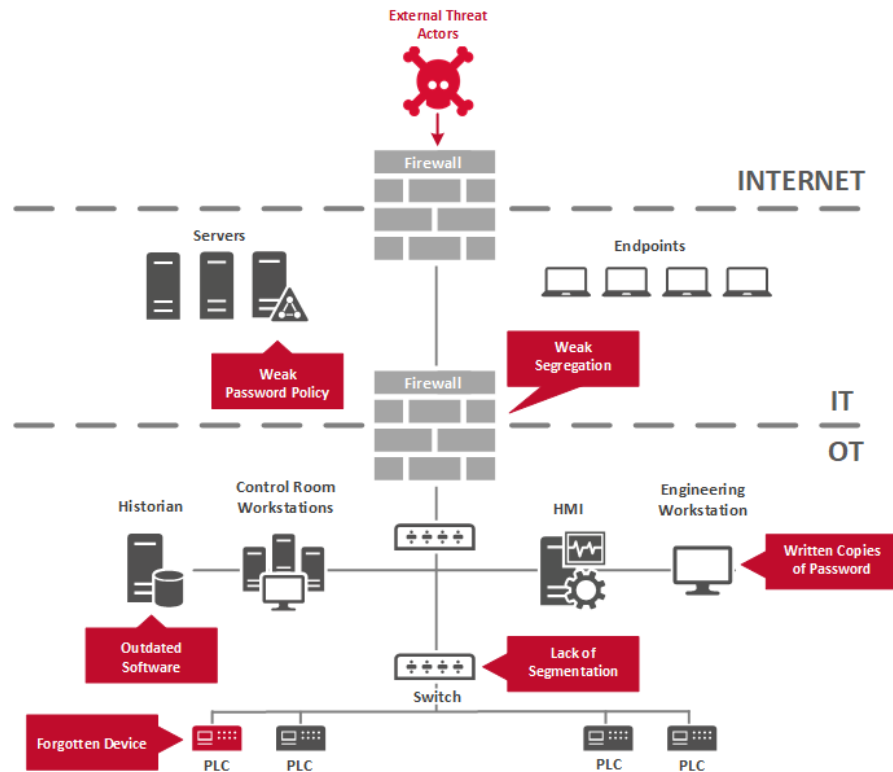 External Threat
Actors
Firewall
INTERNET
Servers
Endpoints
Weak
Password Policy
Weak
Segregation
Firewall
IT
OT
Historian
Control Room
Workstations
HMI
Engineering
Workstation
Written Copies
of Password
Outdated
Software
Lack of
Segmentation
Switch
Forgotten Device
PLC
PLC
PLC
PLC